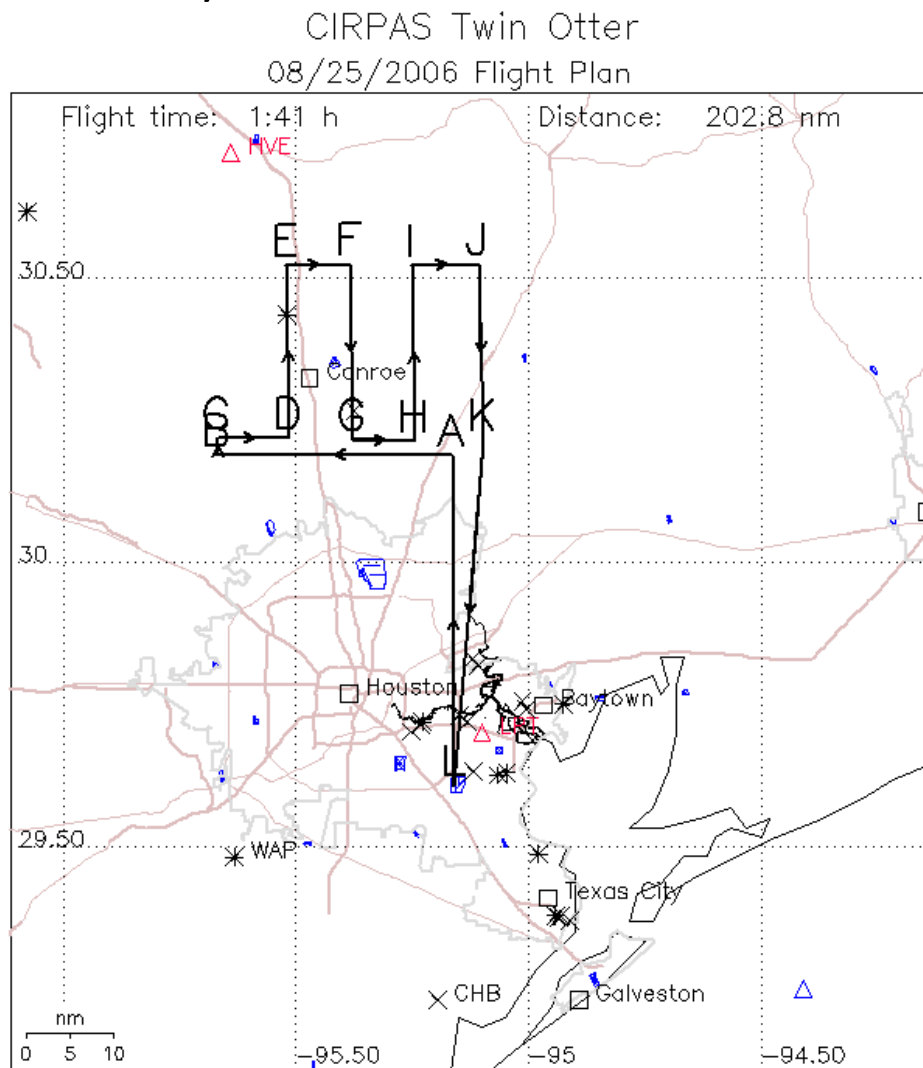 CIRPAS Twin Otter
08/25/2006 Flight Plan
Flight time: 1:41 h
Distance: 202.8 nm
HVE
E
F
I
J
30.50
Conroe
S
D
G
H
K
B
A
30
Houston
Baytown
L
29.50
WAP
Texas City
CHB
Galveston
nm
0 5 10
-95.50
-95
-94.50